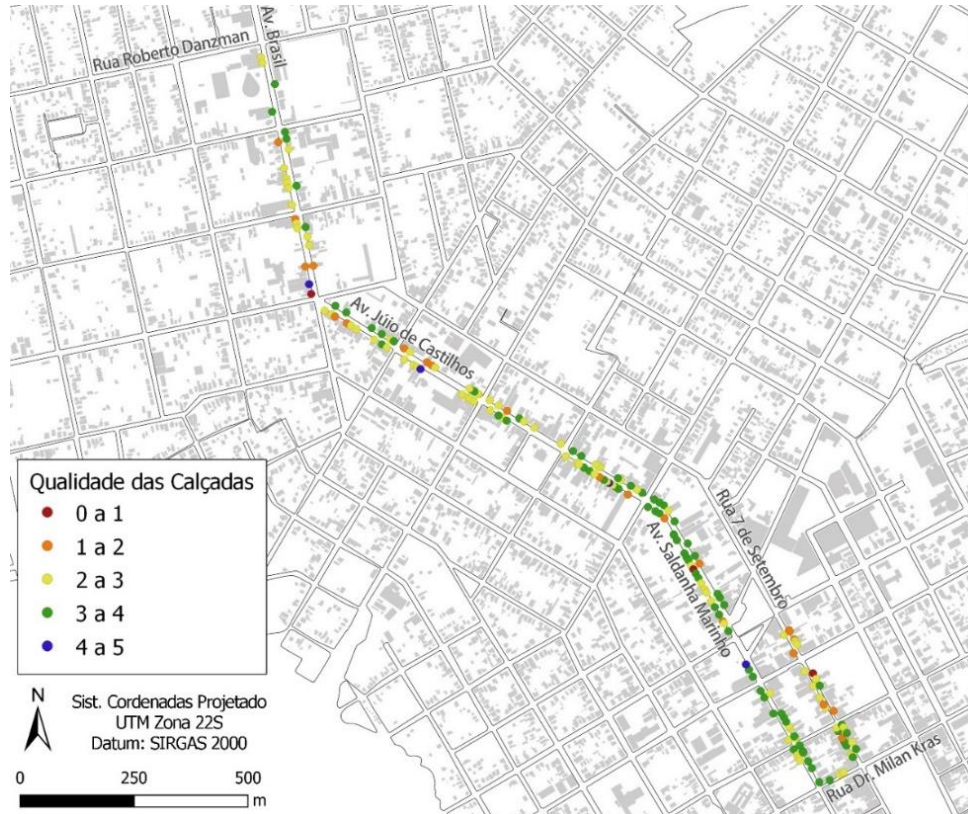 Av. Brasil
Rua Roberto Danzman
Av. Júio de Castilhos
Rua 7 de Setembro
Av. Saldanha Marinho
Rua Dr. Milan Kras
Qualidade das Calçadas
0 a 1
1 a 2
2 a 3
3 a 4
4 a 5
N
Sist. Cordenadas Projetado
UTM Zona 22S
Datum: SIRGAS 2000
0 250 500
m